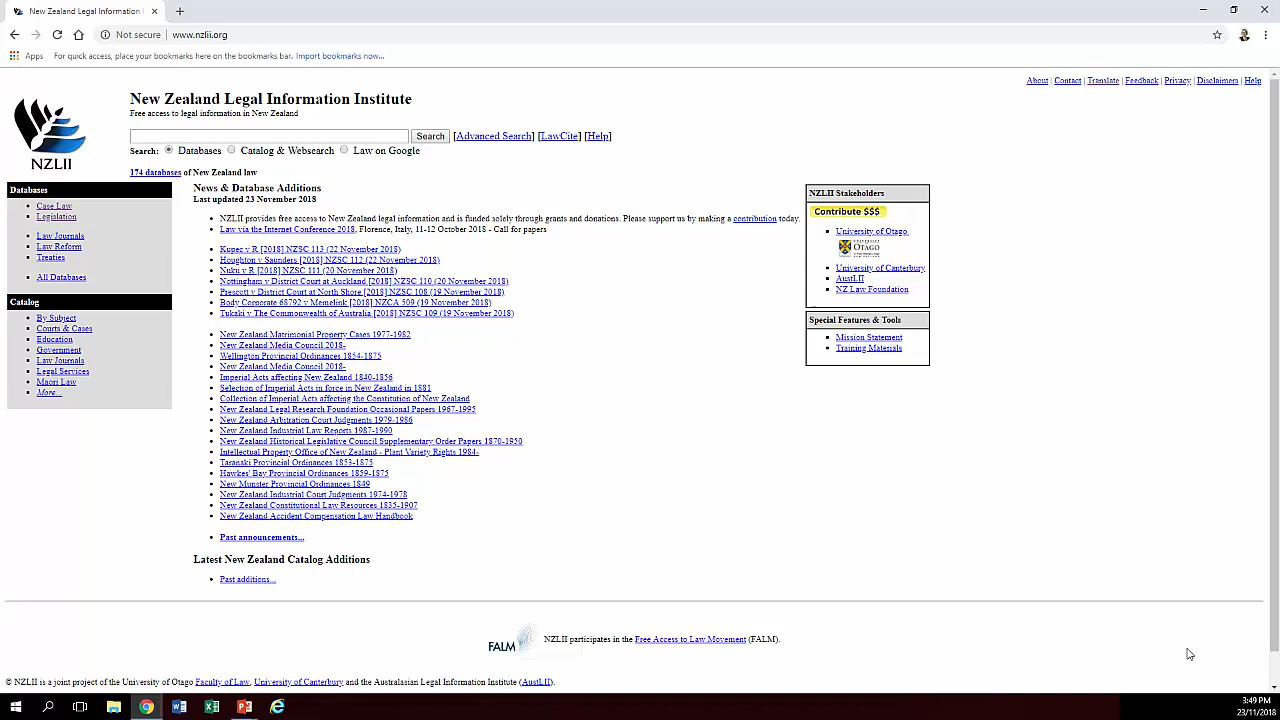 New Zealand Legal Information
Not secure | www.nzlii.org
Apps For quick access, place your bookmarks here on the bookmarks bar. Import bookmarks now...
About | Contact | Translate | Feedback | Privacy | Disclaimers | Help
NZLII
New Zealand Legal Information Institute
Free access to legal information in New Zealand
Search [Advanced Search] [LawCite] [Help]
Search: Databases Catalog & Websearch Law on Google
174 databases of New Zealand law
Databases
Case Law
Legislation
Law Journals
Law Reform
Treaties
All Databases
Catalog
By Subject
Courts & Cases
Education
Government
Law Journals
Legal Services
Maori Law
More...
News & Database Additions
Last updated 23 November 2018
NZLII provides free access to New Zealand legal information and is funded solely through grants and donations. Please support us by making a contribution today.
Law via the Internet Conference 2018, Florence, Italy, 11-12 October 2018 - Call for papers
Kupec v R [2018] NZSC 113 (22 November 2018)
Houghton v Saunders [2018] NZSC 112 (22 November 2018)
Nuku v R [2018] NZSC 111 (20 November 2018)
Nottingham v District Court at Auckland [2018] NZSC 110 (20 November 2018)
Prescott v District Court at North Shore [2018] NZSC 108 (19 November 2018)
Body Corporate 68792 v Memelink [2018] NZCA 509 (19 November 2018)
Tukaki v The Commonwealth of Australia [2018] NZSC 109 (19 November 2018)
New Zealand Matrimonial Property Cases 1977-1982
New Zealand Media Council 2018-
Wellington Provincial Ordinances 1854-1875
New Zealand Media Council 2018-
Imperial Acts affecting New Zealand 1840-1856
Selection of Imperial Acts in force in New Zealand in 1881
Collection of Imperial Acts affecting the Constitution of New Zealand
New Zealand Legal Research Foundation Occasional Papers 1967-1995
New Zealand Arbitration Court Judgments 1979-1986
New Zealand Industrial Law Reports 1987-1990
New Zealand Historical Legislative Council Supplementary Order Papers 1870-1950
Intellectual Property Office of New Zealand - Plant Variety Rights 1984-
Taranaki Provincial Ordinances 1853-1875
Hawkes' Bay Provincial Ordinances 1859-1875
New Munster Provincial Ordinances 1849
New Zealand Industrial Court Judgments 1974-1978
New Zealand Constitutional Law Resources 1835-1907
New Zealand Accident Compensation Law Handbook
Past announcements...
Latest New Zealand Catalog Additions
Past additions...
NZLII Stakeholders
Contribute $$$
University of Otago
OTAGO
University of Canterbury
AustLII
NZ Law Foundation
Special Features & Tools
Mission Statement
Training Materials
FALM NZLII participates in the Free Access to Law Movement (FALM).
© NZLII is a joint project of the University of Otago Faculty of Law, University of Canterbury and the Australasian Legal Information Institute (AustLII).
3:49 PM
23/11/2018